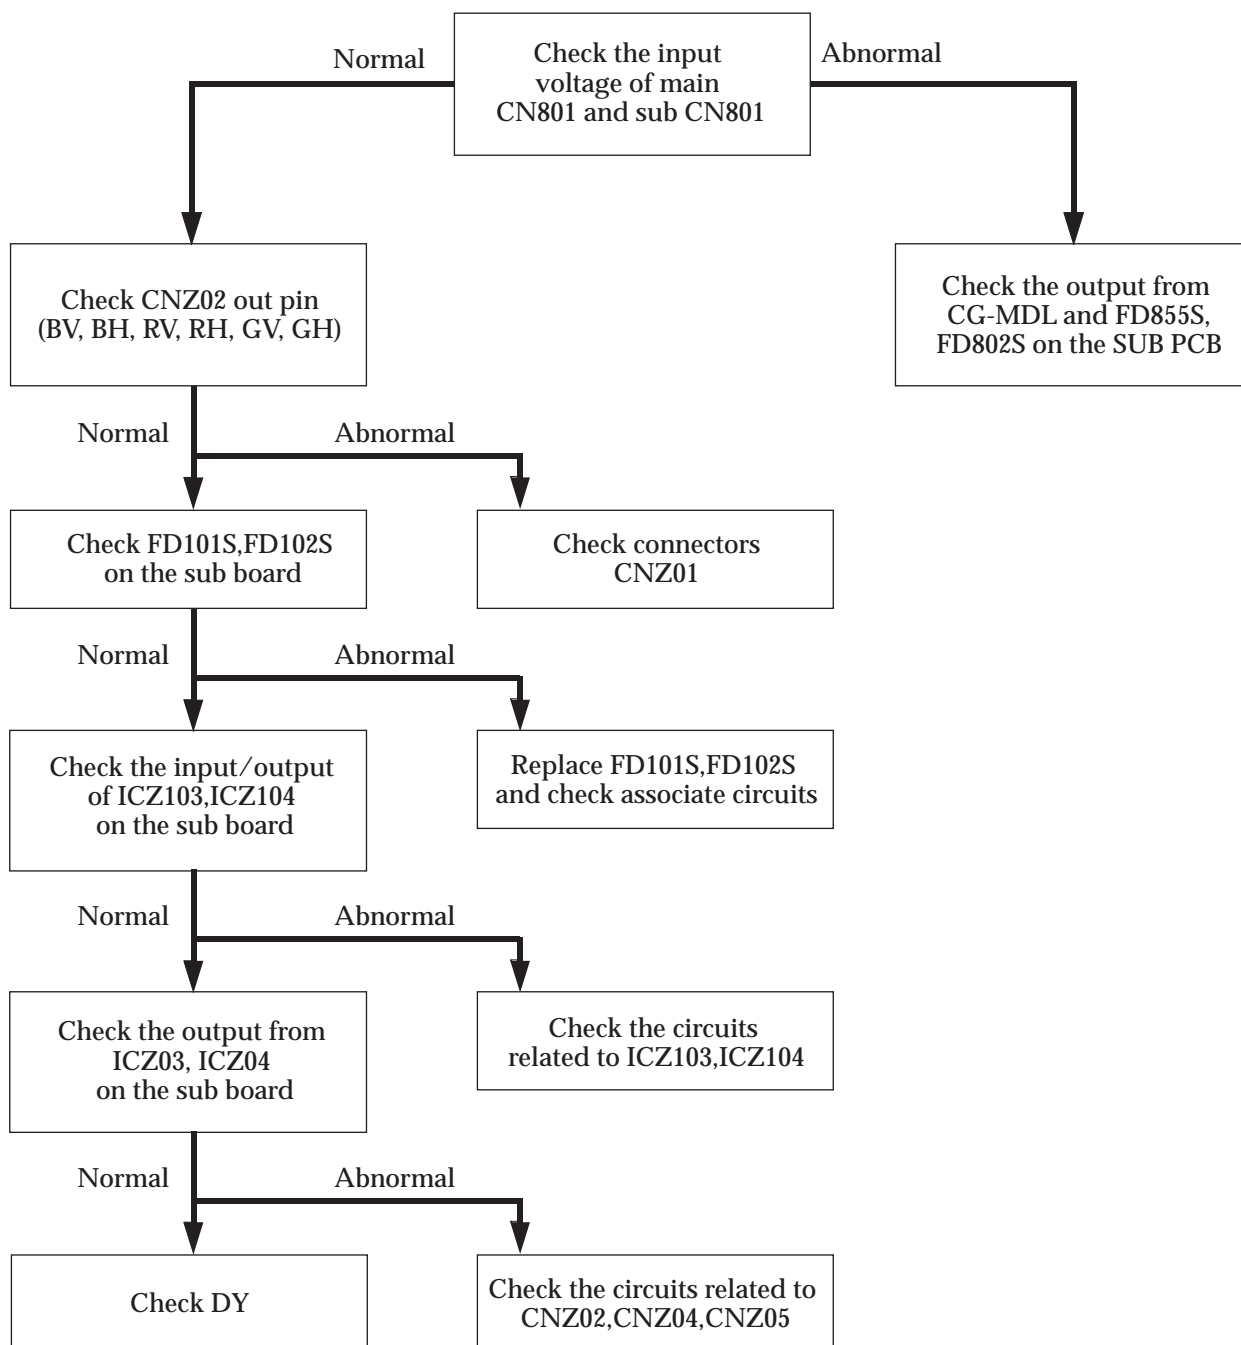 Check the input
voltage of main
CN801 and sub CN801
Normal
Abnormal
Check CNZ02 out pin
(BV, BH, RV, RH, GV, GH)
Check the output from
CG-MDL and FD855S,
FD802S on the SUB PCB
Normal
Abnormal
Check FD101S,FD102S
on the sub board
Check connectors
CNZ01
Normal
Abnormal
Check the input/output
of ICZ103,ICZ104
on the sub board
Replace FD101S,FD102S
and check associate circuits
Normal
Abnormal
Check the output from
ICZ03, ICZ04
on the sub board
Check the circuits
related to ICZ103,ICZ104
Normal
Abnormal
Check DY
Check the circuits related to
CNZ02,CNZ04,CNZ05